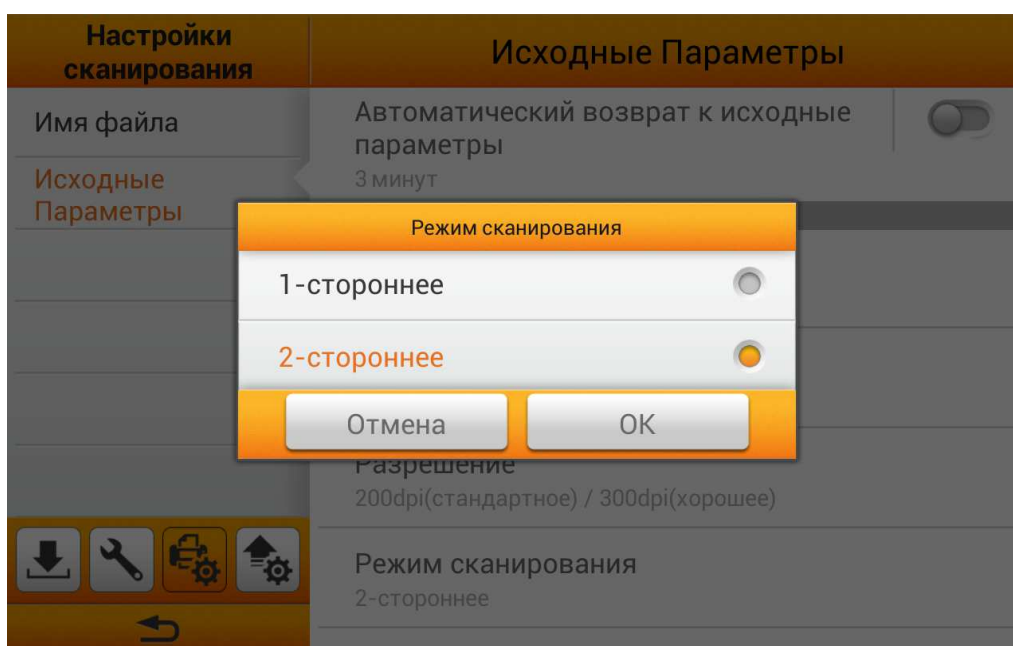 Настройки
сканирования
Исходные Параметры
Имя файла
Исходные
Параметры
Автоматический возврат к исходные
параметры
3 минут
Режим сканирования
1-стороннее
2-стороннее
Отмена
OK
Разрешение
200dpi(стандартное) / 300dpi(хорошее)
Режим сканирования
2-стороннее